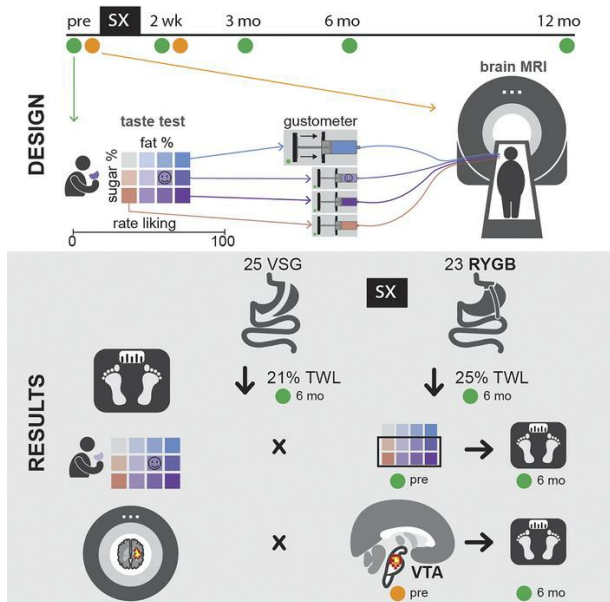 pre SX 2 wk 3 mo 6 mo 12 mo
DESIGN
taste test
fat %
sugar %
rate liking
0 100
gustometer
brain MRI
RESULTS
25 VSG SX 23 RYGB
21% TWL 25% TWL
6 mo 6 mo
x
pre 6 mo
x
VTA
pre 6 mo